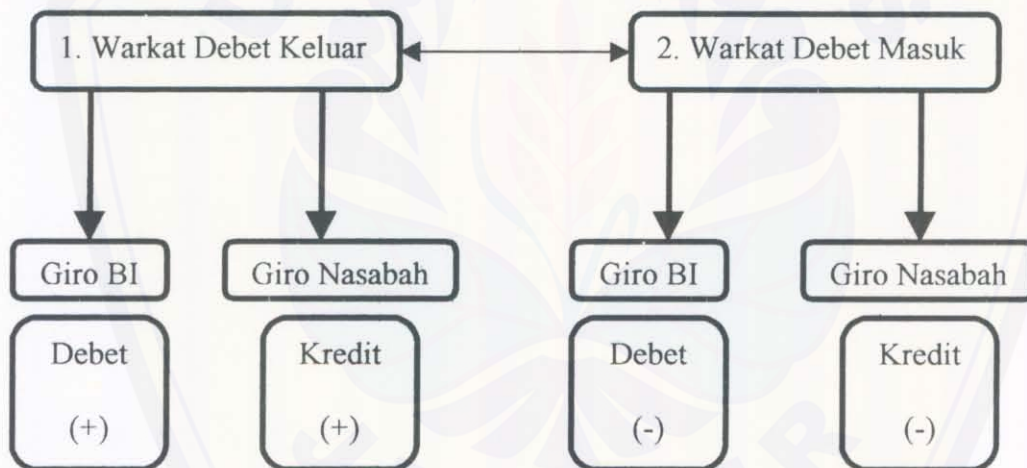 1. Warkat Debet Keluar
2. Warkat Debet Masuk
Giro BI
Giro Nasabah
Giro BI
Giro Nasabah
Debet
(+)
Kredit
(+)
Debet
(-)
Kredit
(-)